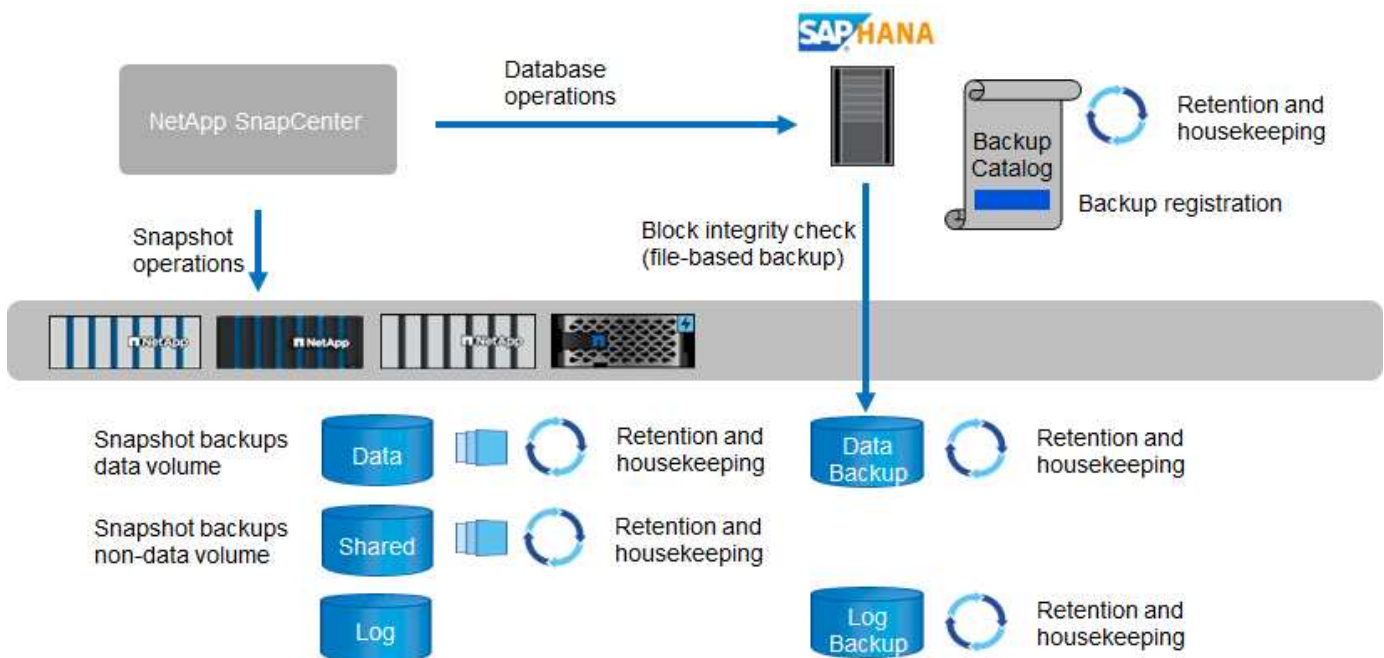 SAP HANA
NetApp SnapCenter
Database
operations
Backup
Catalog
Retention and
housekeeping
Backup registration
Snapshot
operations
Block integrity check
(file-based backup)
NetApp
NetApp
NetApp
Snapshot backups
data volume
Data
Retention and
housekeeping
Data
Backup
Retention and
housekeeping
Snapshot backups
non-data volume
Shared
Retention and
housekeeping
Log
Log
Backup
Retention and
housekeeping